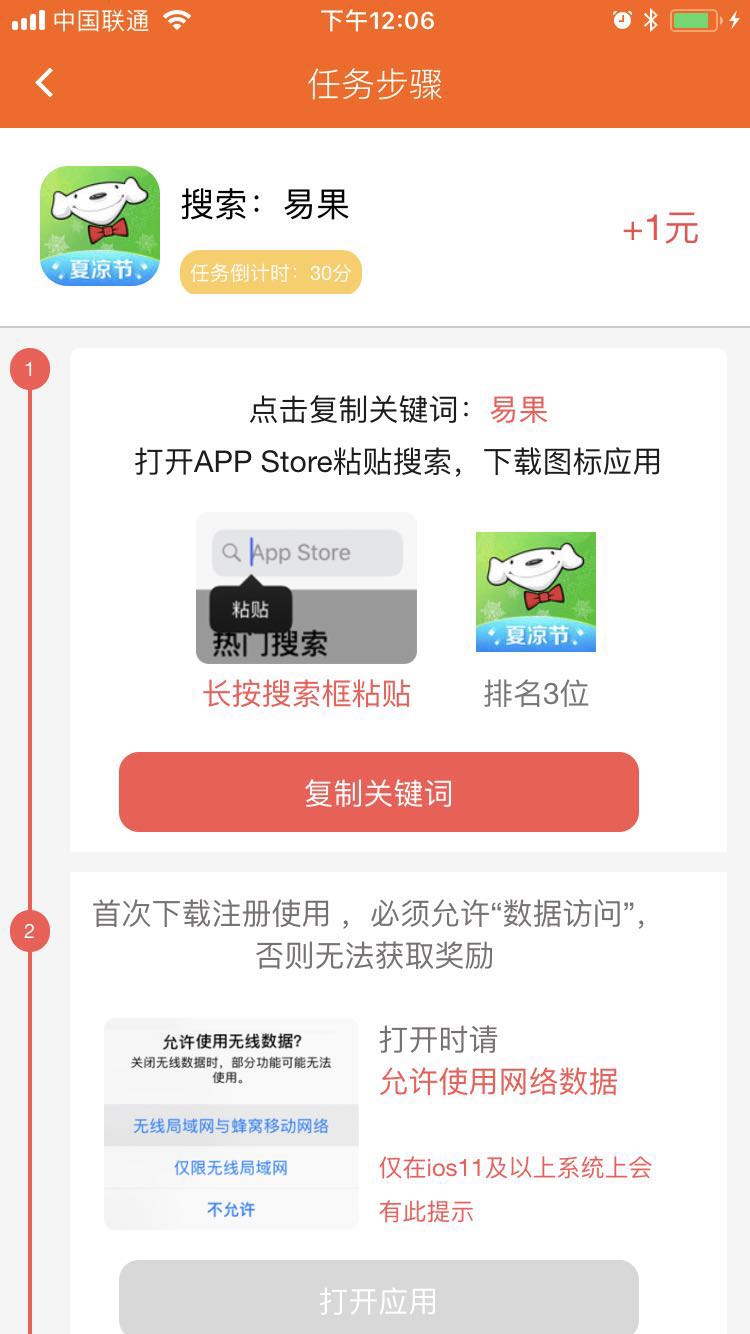 中国联通 下午12:06
任务步骤
夏凉节
搜索：易果
任务倒计时：30分
+1元
1
点击复制关键词：易果
打开APP Store粘贴搜索，下载图标应用
App Store
粘贴
热门搜索
长按搜索框粘贴
夏凉节
排名3位
复制关键词
2
首次下载注册使用 ，必须允许“数据访问”，
否则无法获取奖励
允许使用无线数据?
关闭无线数据时，部分功能可能无法
使用。
无线局域网与蜂窝移动网络
仅限无线局域网
不允许
打开时请
允许使用网络数据
仅在ios11及以上系统上会
有此提示
打开应用